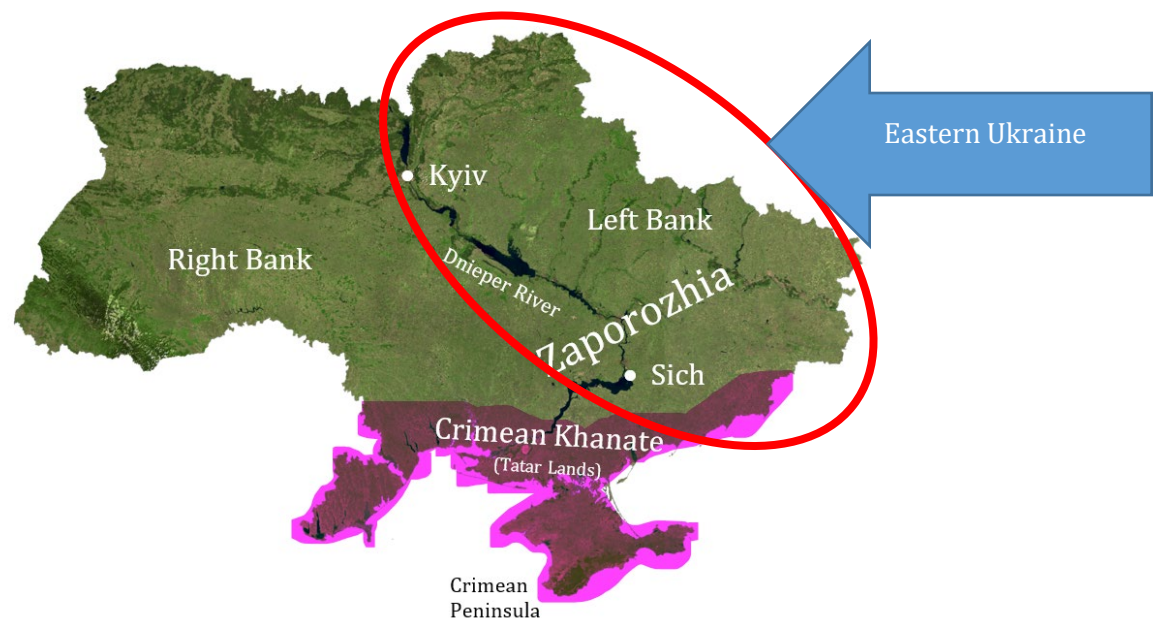 Eastern Ukraine
Kyiv
Left Bank
Right Bank
Dnieper River
Zaporozhia
Sich
Crimean Khanate
(Tatar Lands)
Crimean
Peninsula